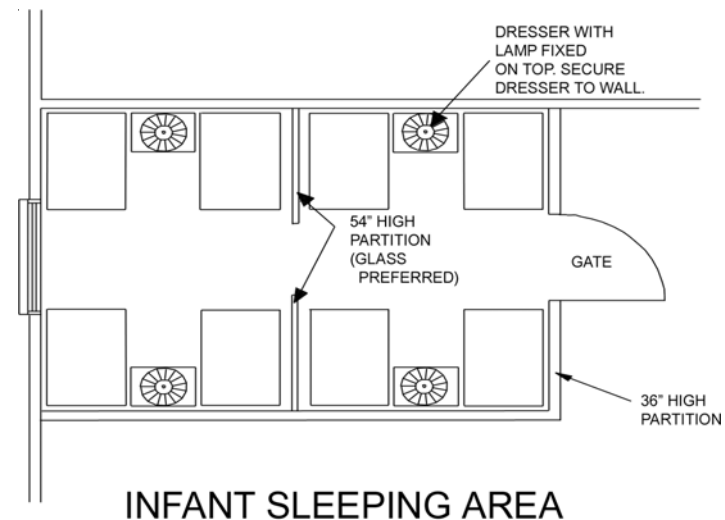 DRESSER WITH
LAMP FIXED
ON TOP. SECURE
DRESSER TO WALL.
54" HIGH
PARTITION
(GLASS
PREFERRED)
GATE
36" HIGH
PARTITION
INFANT SLEEPING AREA